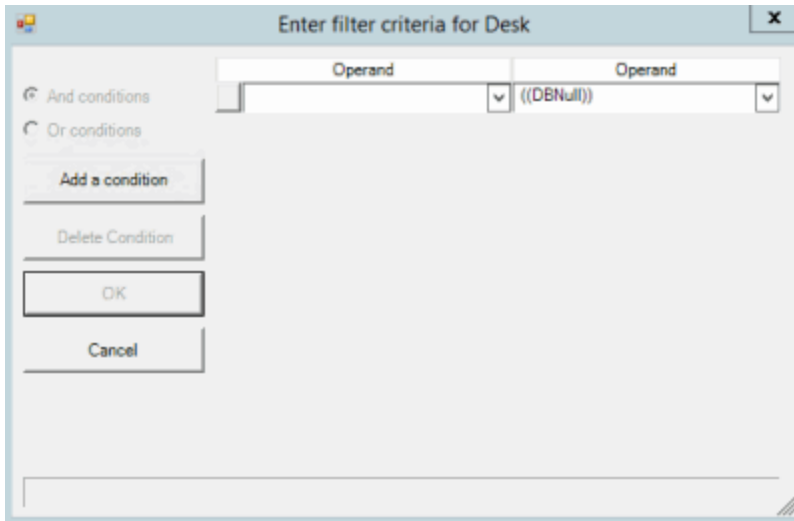 Enter filter criteria for Desk
x
Operand Operand
And conditions
((DBNull))
Or conditions
Add a condition
Delete Condition
OK
Cancel